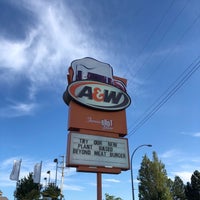 A&W
TRY OUR NEW
PLANT BASED
BEYOND MEAT BURGER